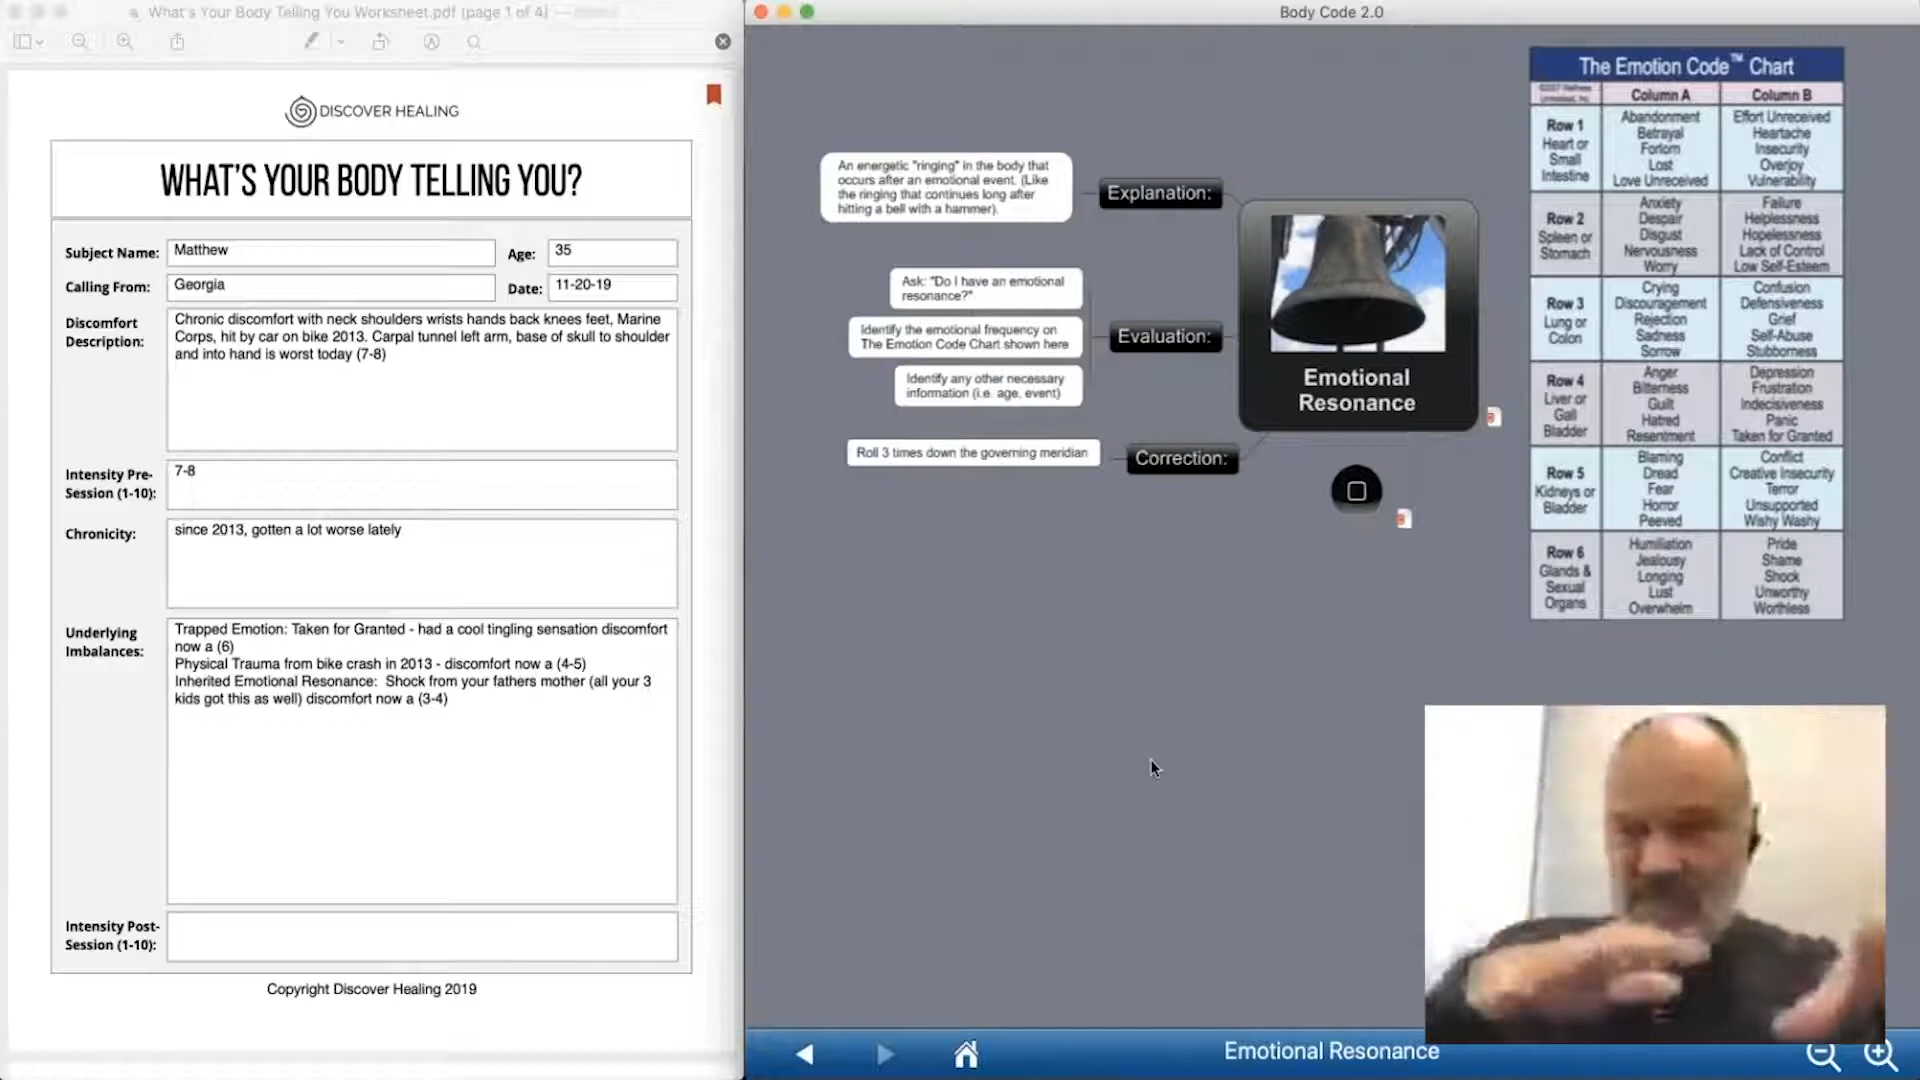 What's Your Body Telling You Worksheet.pdf (page 1 of 4) —
DISCOVER HEALING
WHAT'S YOUR BODY TELLING YOU?
Subject Name: Matthew Age: 35
Calling From: Georgia Date: 11-20-19
Discomfort Description:
Chronic discomfort with neck shoulders wrists hands back knees feet, Marine
Corps, hit by car on bike 2013. Carpal tunnel left arm, base of skull to shoulder
and into hand is worst today (7-8)
Intensity Pre-Session (1-10):
7-8
Chronicity: since 2013, gotten a lot worse lately
Underlying Imbalances:
Trapped Emotion: Taken for Granted - had a cool tingling sensation discomfort
now a (6)
Physical Trauma from bike crash in 2013 - discomfort now a (4-5)
Inherited Emotional Resonance: Shock from your fathers mother (all your 3
kids got this as well) discomfort now a (3-4)
Intensity Post-Session (1-10):
Copyright Discover Healing 2019
Body Code 2.0
An energetic "ringing" in the body that
occurs after an emotional event. (Like
the ringing that continues long after
hitting a bell with a hammer).
Explanation:
Ask: "Do I have an emotional
resonance?"
Identify the emotional frequency on
The Emotion Code Chart shown here
Identify any other necessary
information (i.e. age, event)
Evaluation:
Roll 3 times down the governing meridian
Correction:
Emotional
Resonance
The Emotion Code™ Chart
Column A Column B
Row 1
Heart or
Small
Intestine
Abandonment
Betrayal
Forlorn
Lost
Love Unreceived
Effort Unreceived
Heartache
Insecurity
Overjoy
Vulnerability
Row 2
Spleen or
Stomach
Anxiety
Despair
Disgust
Nervousness
Worry
Failure
Helplessness
Hopelessness
Lack of Control
Low Self-Esteem
Row 3
Lung or
Colon
Crying
Discouragement
Rejection
Sadness
Sorrow
Confusion
Defensiveness
Grief
Self-Abuse
Stubborness
Row 4
Liver or
Gall
Bladder
Anger
Bitterness
Guilt
Hatred
Resentment
Depression
Frustration
Indecisiveness
Panic
Taken for Granted
Row 5
Kidneys or
Bladder
Blaming
Dread
Fear
Horror
Peeved
Conflict
Creative Insecurity
Terror
Unsupported
Wishy Washy
Row 6
Glands &
Sexual
Organs
Humiliation
Jealousy
Longing
Lust
Overwhelm
Pride
Shame
Shock
Unworthy
Worthless
Emotional Resonance